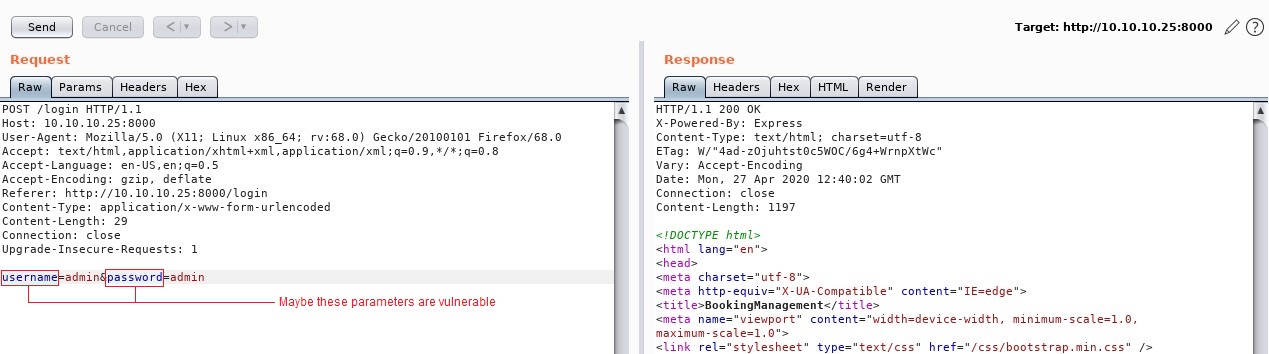 Send Cancel < > Target: http://10.10.10.25:8000 ?
Request
Raw Params Headers Hex
POST /login HTTP/1.1
Host: 10.10.10.25:8000
User-Agent: Mozilla/5.0 (X11; Linux x86_64; rv:68.0) Gecko/20100101 Firefox/68.0
Accept: text/html,application/xhtml+xml,application/xml;q=0.9,*/*;q=0.8
Accept-Language: en-US,en;q=0.5
Accept-Encoding: gzip, deflate
Referer: http://10.10.10.25:8000/login
Content-Type: application/x-www-form-urlencoded
Content-Length: 29
Connection: close
Upgrade-Insecure-Requests: 1
username=admin&password=admin
Maybe these parameters are vulnerable
Response
Raw Headers Hex HTML Render
HTTP/1.1 200 OK
X-Powered-By: Express
Content-Type: text/html; charset=utf-8
ETag: W/"4ad-zOjuhtst0c5WOC/6g4+WrnpXtWc"
Vary: Accept-Encoding
Date: Mon, 27 Apr 2020 12:40:02 GMT
Connection: close
Content-Length: 1197
<!DOCTYPE html>
<html lang="en">
<head>
<meta charset="utf-8">
<meta http-equiv="X-UA-Compatible" content="IE=edge">
<title>BookingManagement</title>
<meta name="viewport" content="width=device-width, minimum-scale=1.0,
maximum-scale=1.0">
<link rel="stylesheet" type="text/css" href="/css/bootstrap.min.css" />